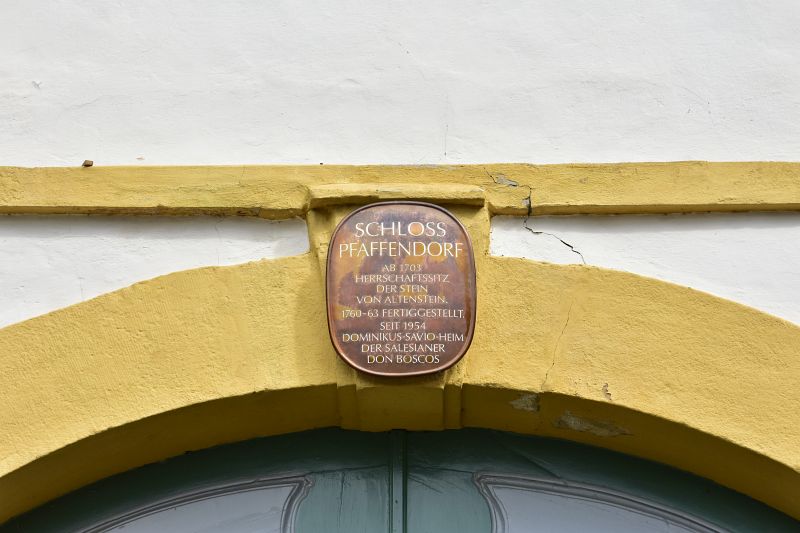 SCHLOSS
PFAFFENDORF
AB 1703
HERRSCHAFTSSITZ
DER STEIN
VON ALTENSTEIN.
1760-63 FERTIGGESTELLT.
SEIT 1954
DOMINIKUS-SAVIO-HEIM
DER SALESIANER
DON BOSCOS